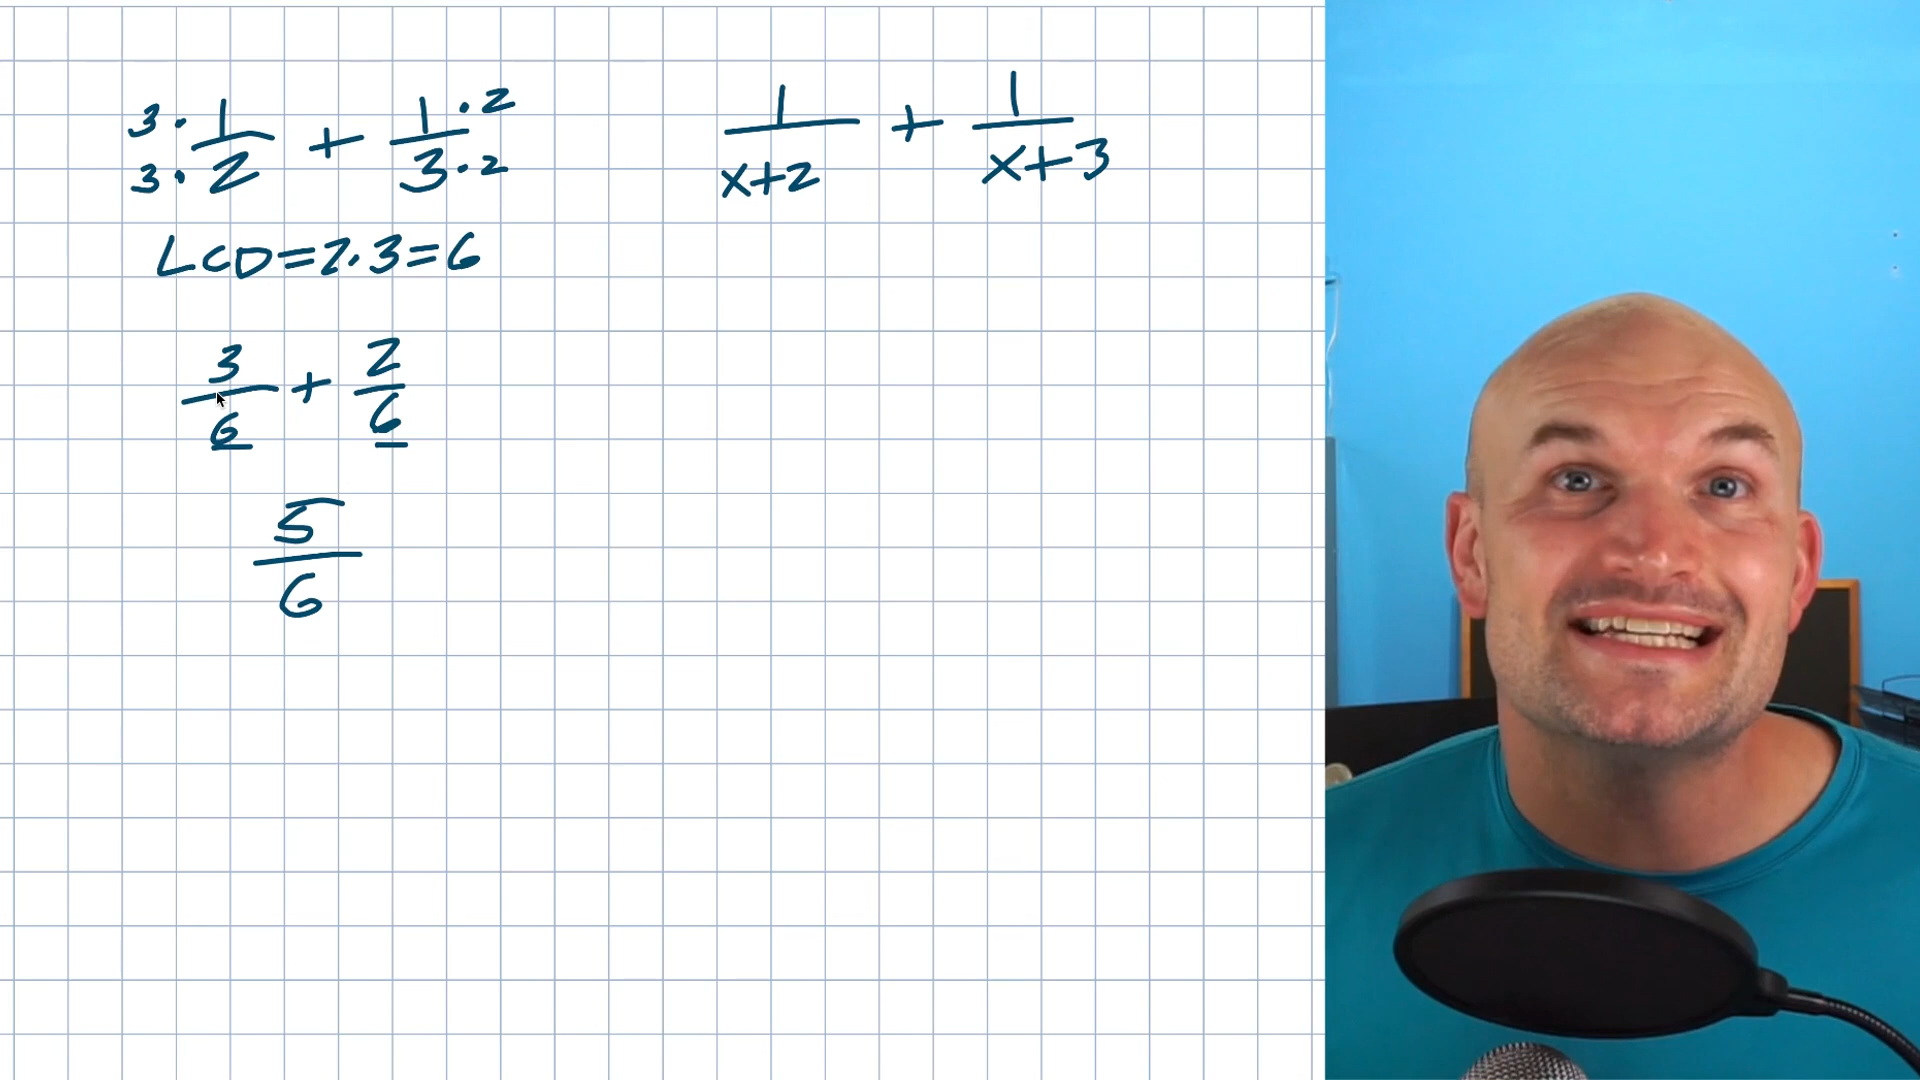 3·1/3·2 + 1·2/3·2
LCD=2·3=6
3/6 + 2/6
5/6
1/x+2 + 1/x+3